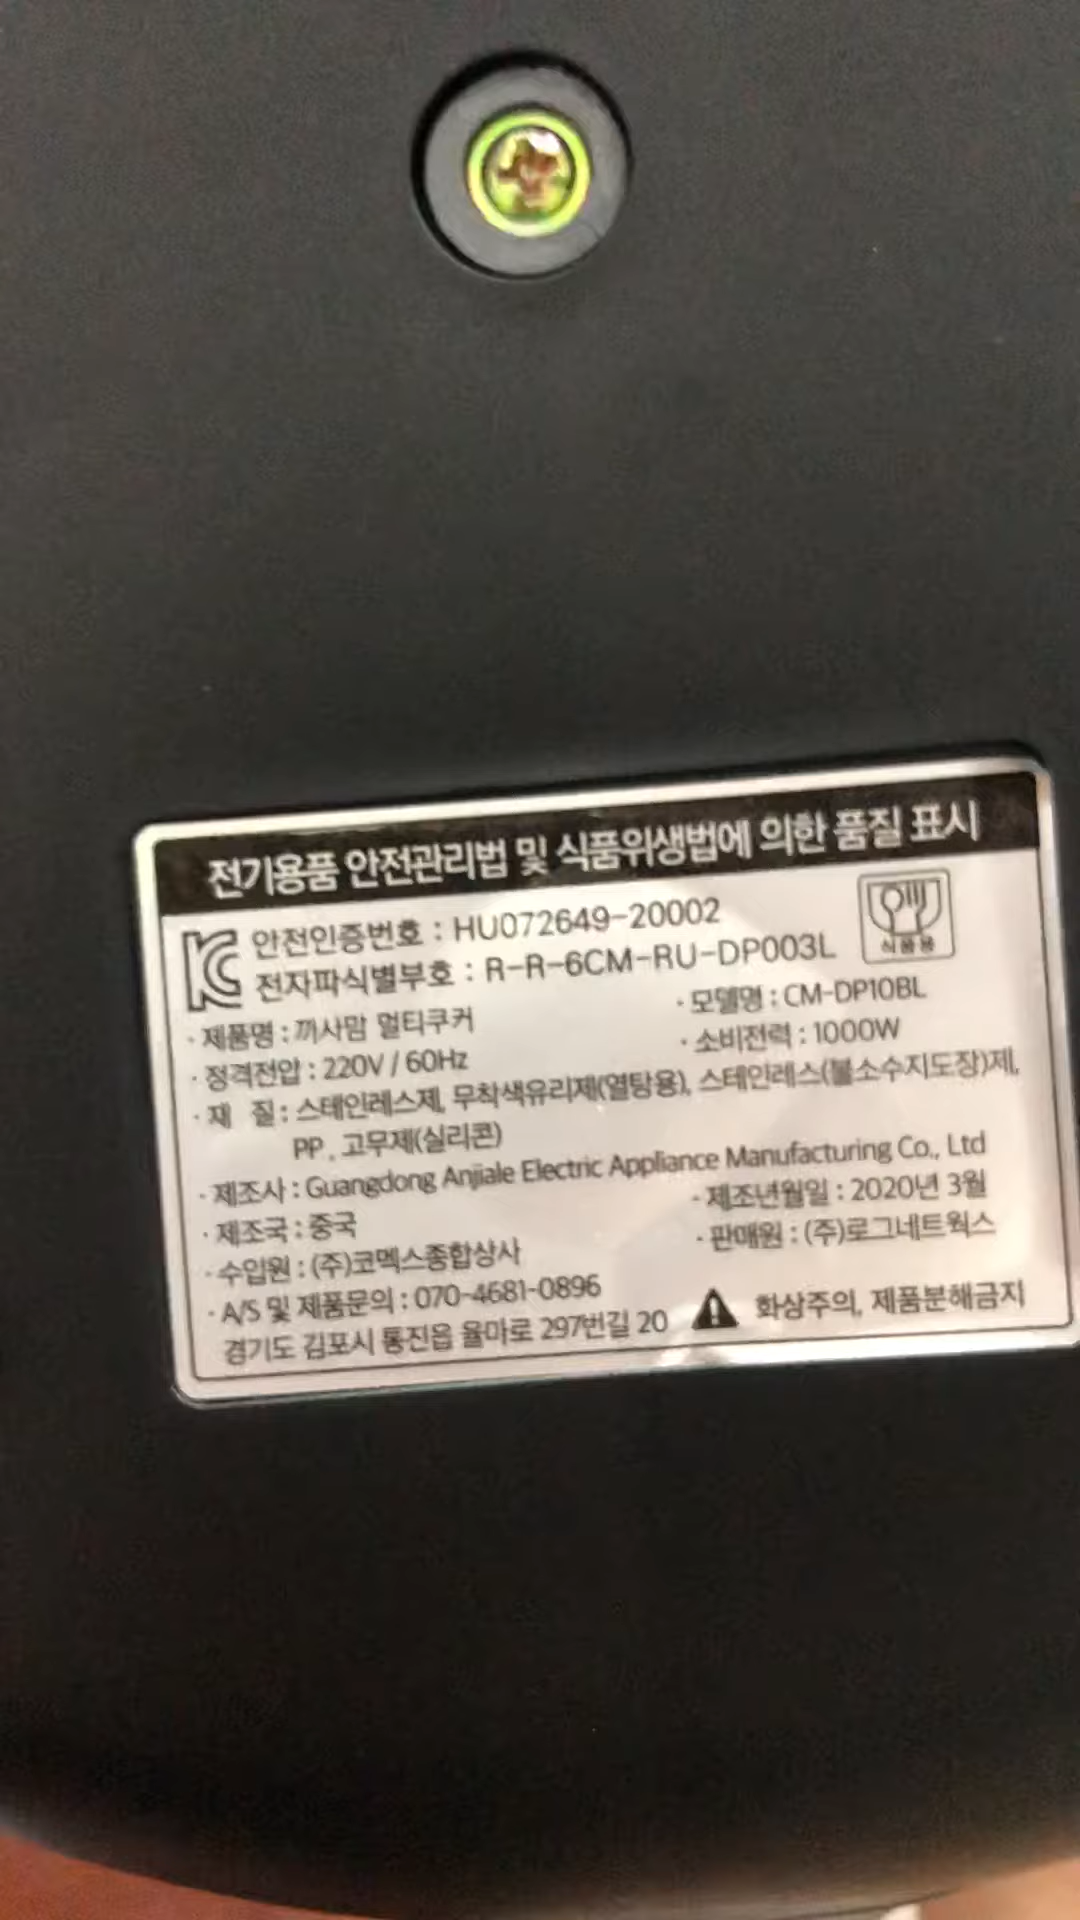 전기용품 안전관리법 및 식품위생법에 의한 품질 표시
안전인증번호 : HU072649-20002
전자파식별부호 : R-R-6CM-RU-DP003L
식품용
· 제품명 : 까사맘 멀티쿠커
· 모델명 : CM-DP10BL
· 정격전압 : 220V / 60Hz
· 소비전력 : 1000W
· 재 질 : 스테인레스제, 무착색유리제(열탕용), 스테인레스(불소수지도장)제,
PP , 고무제(실리콘)
· 제조사 : Guangdong Anjiale Electric Appliance Manufacturing Co., Ltd
· 제조국 : 중국
· 제조년월일 : 2020년 3월
· 수입원 : (주)코멕스종합상사
· 판매원 : (주)로그네트웍스
· A/S 및 제품문의 : 070-4681-0896
경기도 김포시 통진읍 율마로 297번길 20
화상주의, 제품분해금지